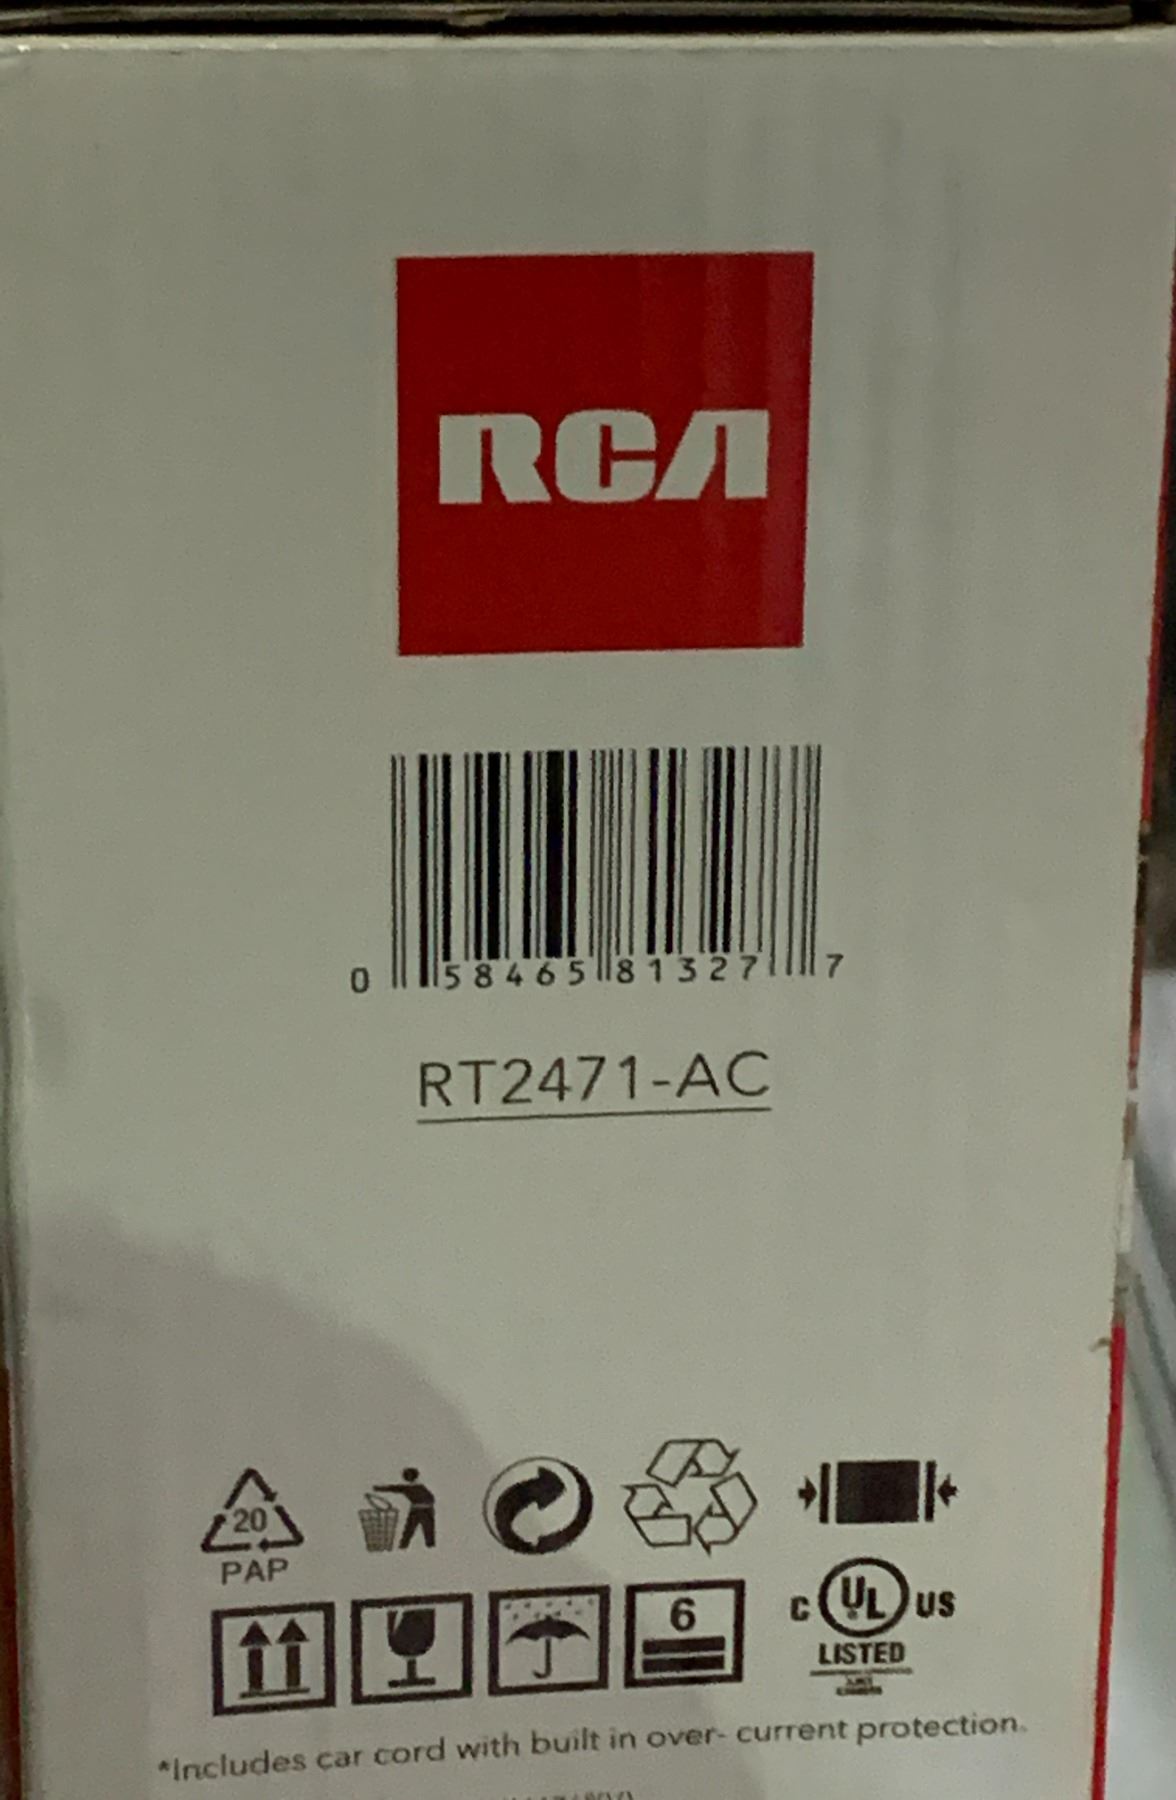 RCA
0 58465 81327 7
RT2471-AC
20
PAP
6
C UL US
LISTED
*Includes car cord with built in over- current protection.